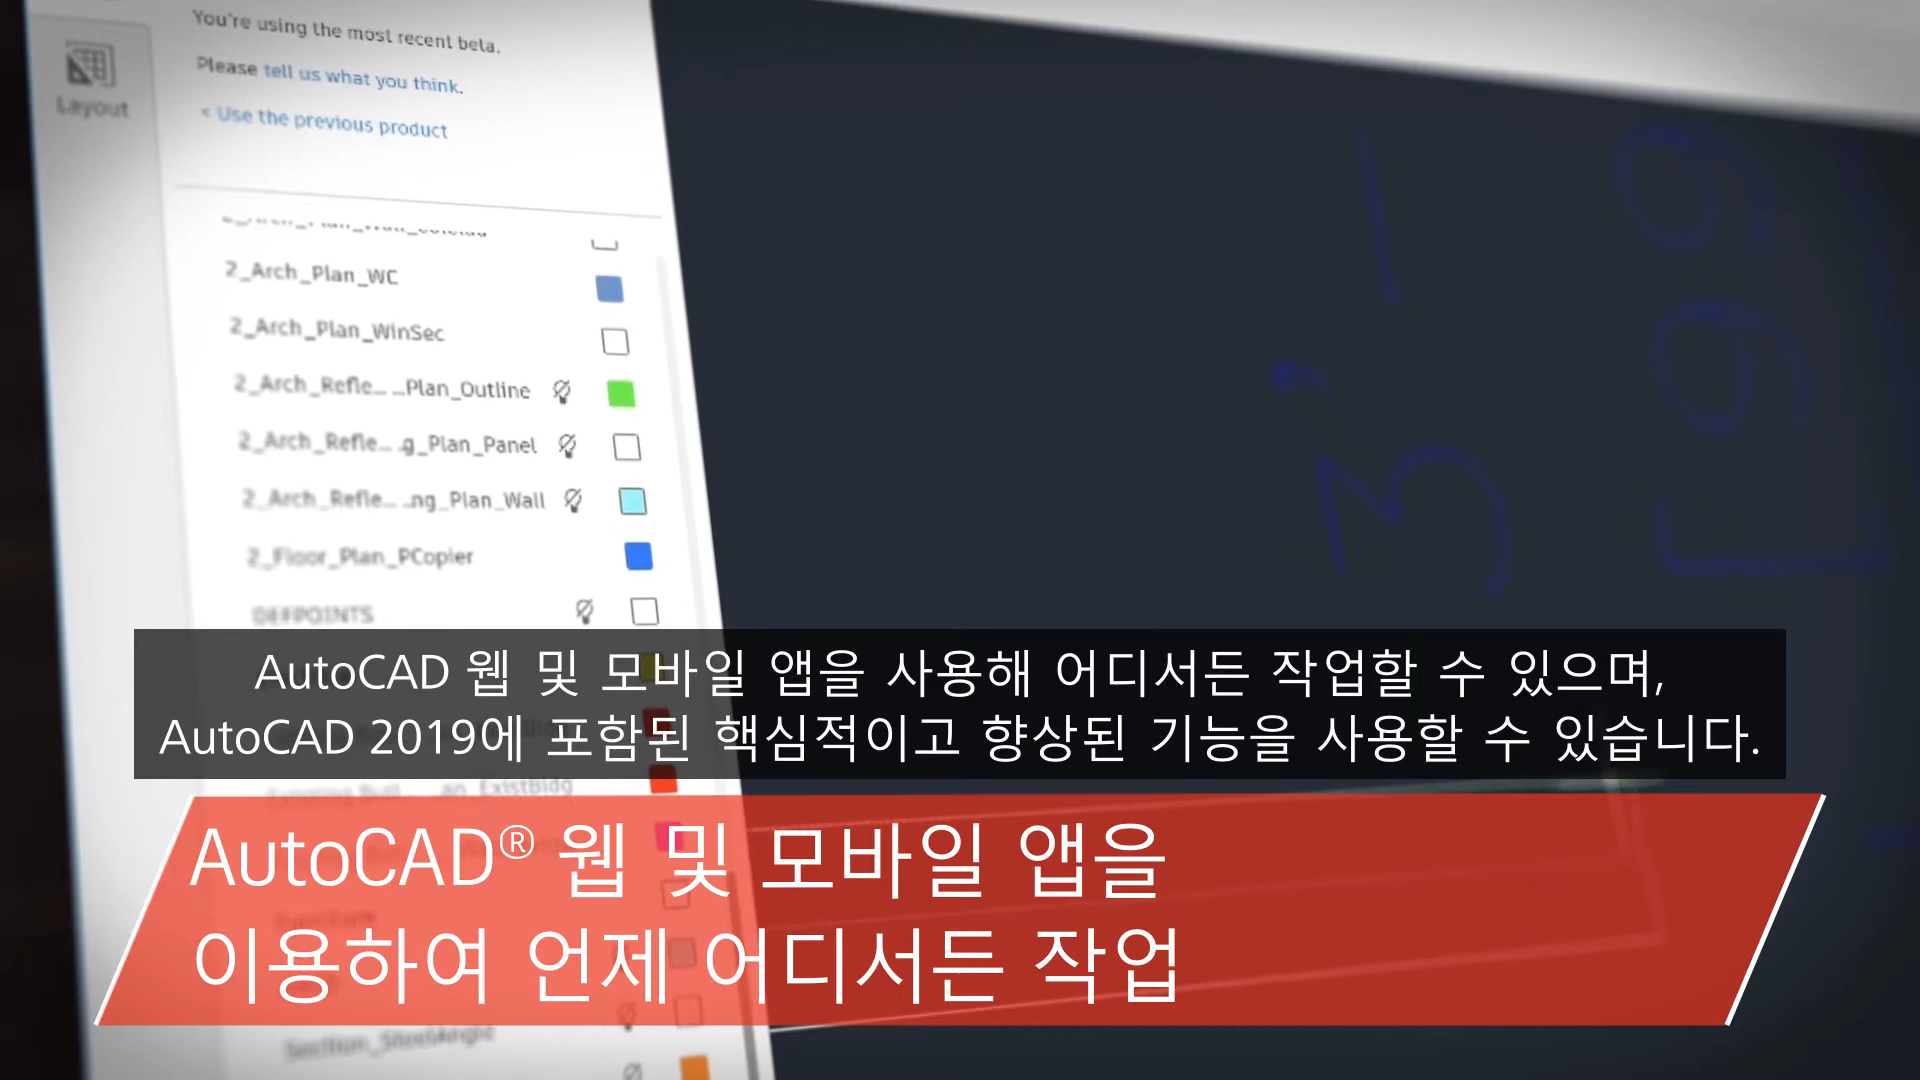 You're using the most recent beta.
Please tell us what you think.
< Use the previous product
Layout
2_Arch_Plan_WC
2_Arch_Plan_WinSec
2_Arch_Refle... ...Plan_Outline
2_Arch_Refle... ..g_Plan_Panel
2_Arch_Refle... ...ng_Plan_Wall
2_Floor_Plan_PCopier
DEFPOINTS
AutoCAD 웹 및 모바일 앱을 사용해 어디서든 작업할 수 있으며,
AutoCAD 2019에 포함된 핵심적이고 향상된 기능을 사용할 수 있습니다.
AutoCAD® 웹 및 모바일 앱을
이용하여 언제 어디서든 작업
Section_SteelAngle